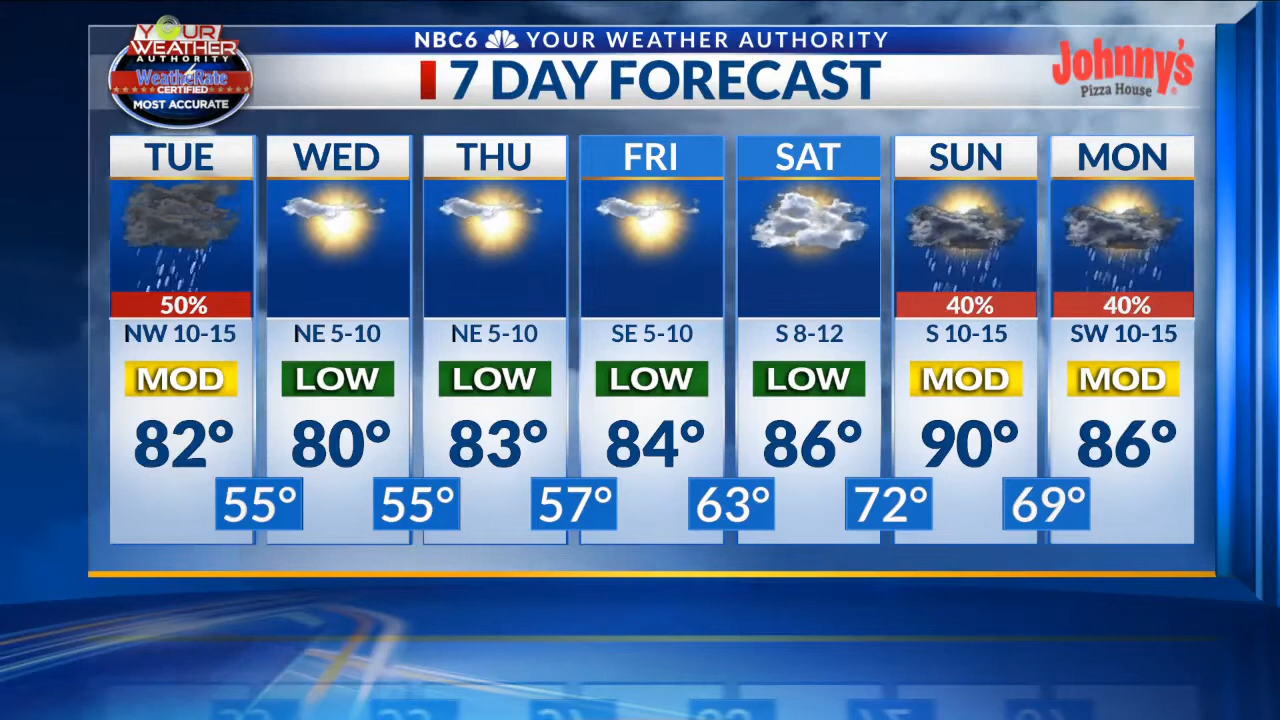 YOUR
WEATHER
AUTHORITY
WeatheRate
CERTIFIED
MOST ACCURATE
NBC6 YOUR WEATHER AUTHORITY
7 DAY FORECAST
Johnny's
Pizza House
TUE WED THU FRI SAT SUN MON
50% 40% 40%
NW 10-15 NE 5-10 NE 5-10 SE 5-10 S 8-12 S 10-15 SW 10-15
MOD LOW LOW LOW LOW MOD MOD
82° 80° 83° 84° 86° 90° 86°
55° 55° 57° 63° 72° 69°